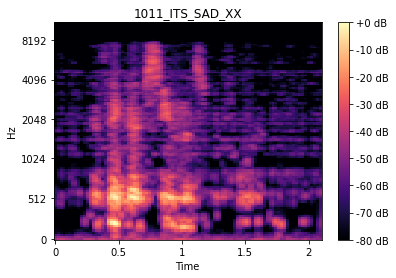 1011_ITS_SAD_XX
8192
4096
2048
1024
512
0
Hz
0
0.5
1
1.5
2
Time
+0 dB
-10 dB
-20 dB
-30 dB
-40 dB
-50 dB
-60 dB
-70 dB
-80 dB